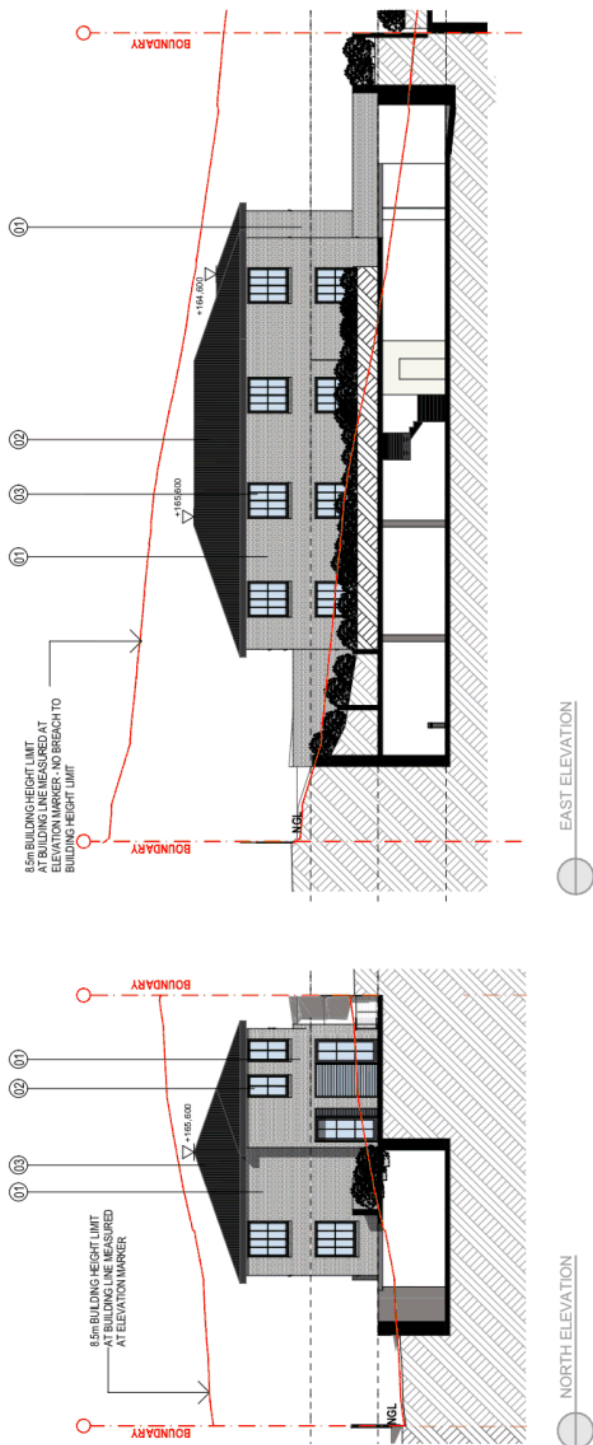 01
02
03
01
BOUNDARY
BOUNDARY
+164,600
+165,600
8.5m BUILDING HEIGHT LIMIT
AT BUILDING LINE MEASURED AT
ELEVATION MARKER - NO BREACH TO
BUILDING HEIGHT LIMIT
NGL
EAST ELEVATION
01
02
03
01
BOUNDARY
BOUNDARY
+165,600
8.5m BUILDING HEIGHT LIMIT
AT BUILDING LINE MEASURED
AT ELEVATION MARKER
NGL
NORTH ELEVATION